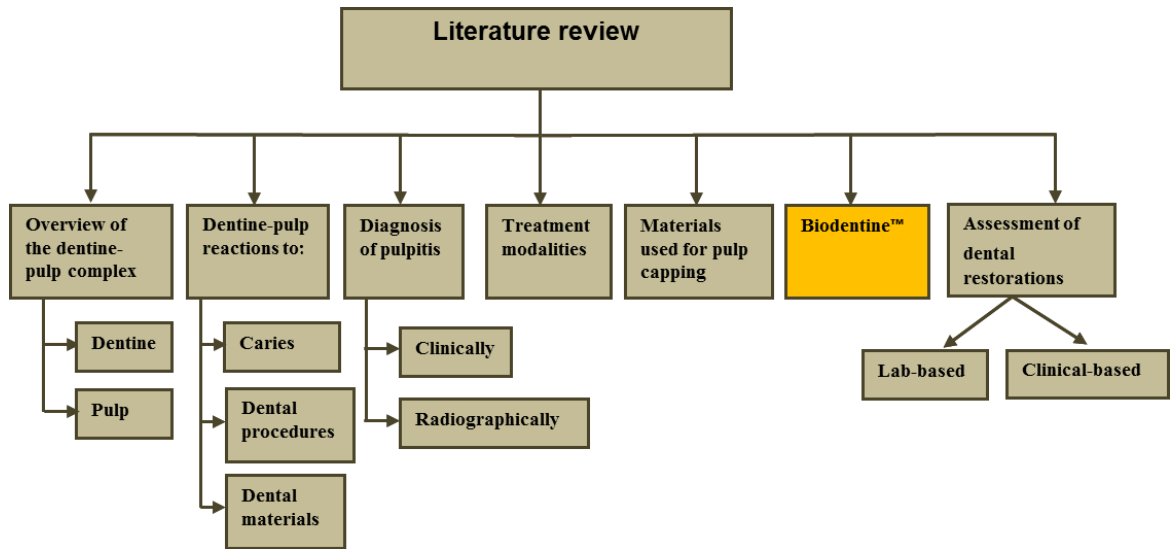 Literature review
Overview of
the dentine-
pulp complex
Dentine-pulp
reactions to:
Diagnosis
of pulpitis
Treatment
modalities
Materials
used for pulp
capping
Biodentine™
Assessment of
dental
restorations
Dentine
Pulp
Caries
Dental
procedures
Dental
materials
Clinically
Radiographically
Lab-based
Clinical-based